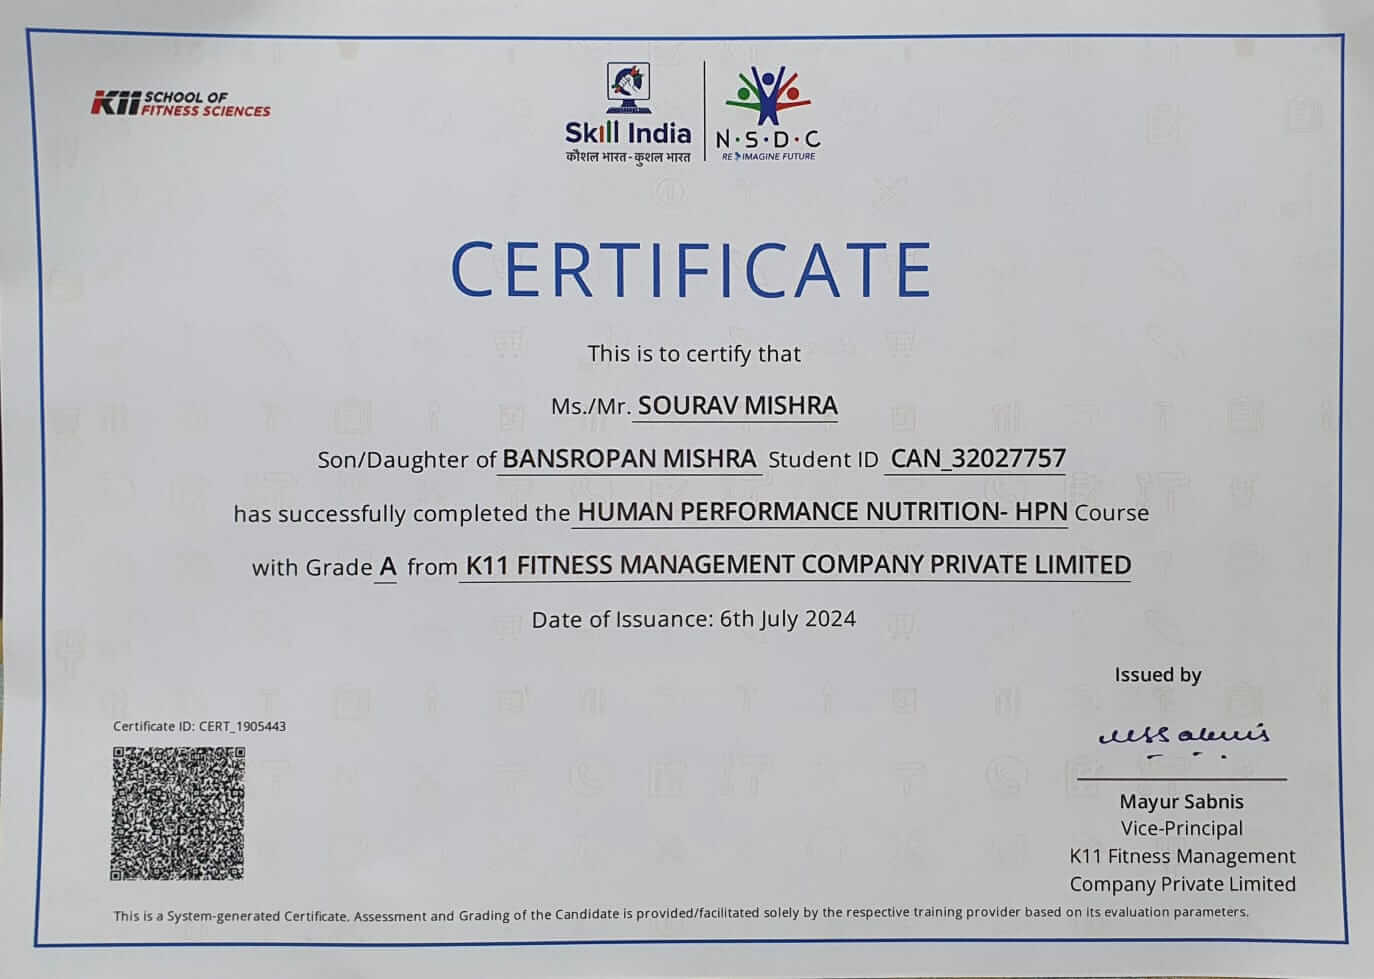 K11 SCHOOL OF
FITNESS SCIENCES
Skill India
कौशल भारत - कुशल भारत
N·S·D·C
RE IMAGINE FUTURE
CERTIFICATE
This is to certify that
Ms./Mr. SOURAV MISHRA
Son/Daughter of BANSROPAN MISHRA Student ID CAN_32027757
has successfully completed the HUMAN PERFORMANCE NUTRITION- HPN Course
with Grade A from K11 FITNESS MANAGEMENT COMPANY PRIVATE LIMITED
Date of Issuance: 6th July 2024
Issued by
Certificate ID: CERT_1905443
Mayur Sabnis
Vice-Principal
K11 Fitness Management
Company Private Limited
This is a System-generated Certificate. Assessment and Grading of the Candidate is provided/facilitated solely by the respective training provider based on its evaluation parameters.